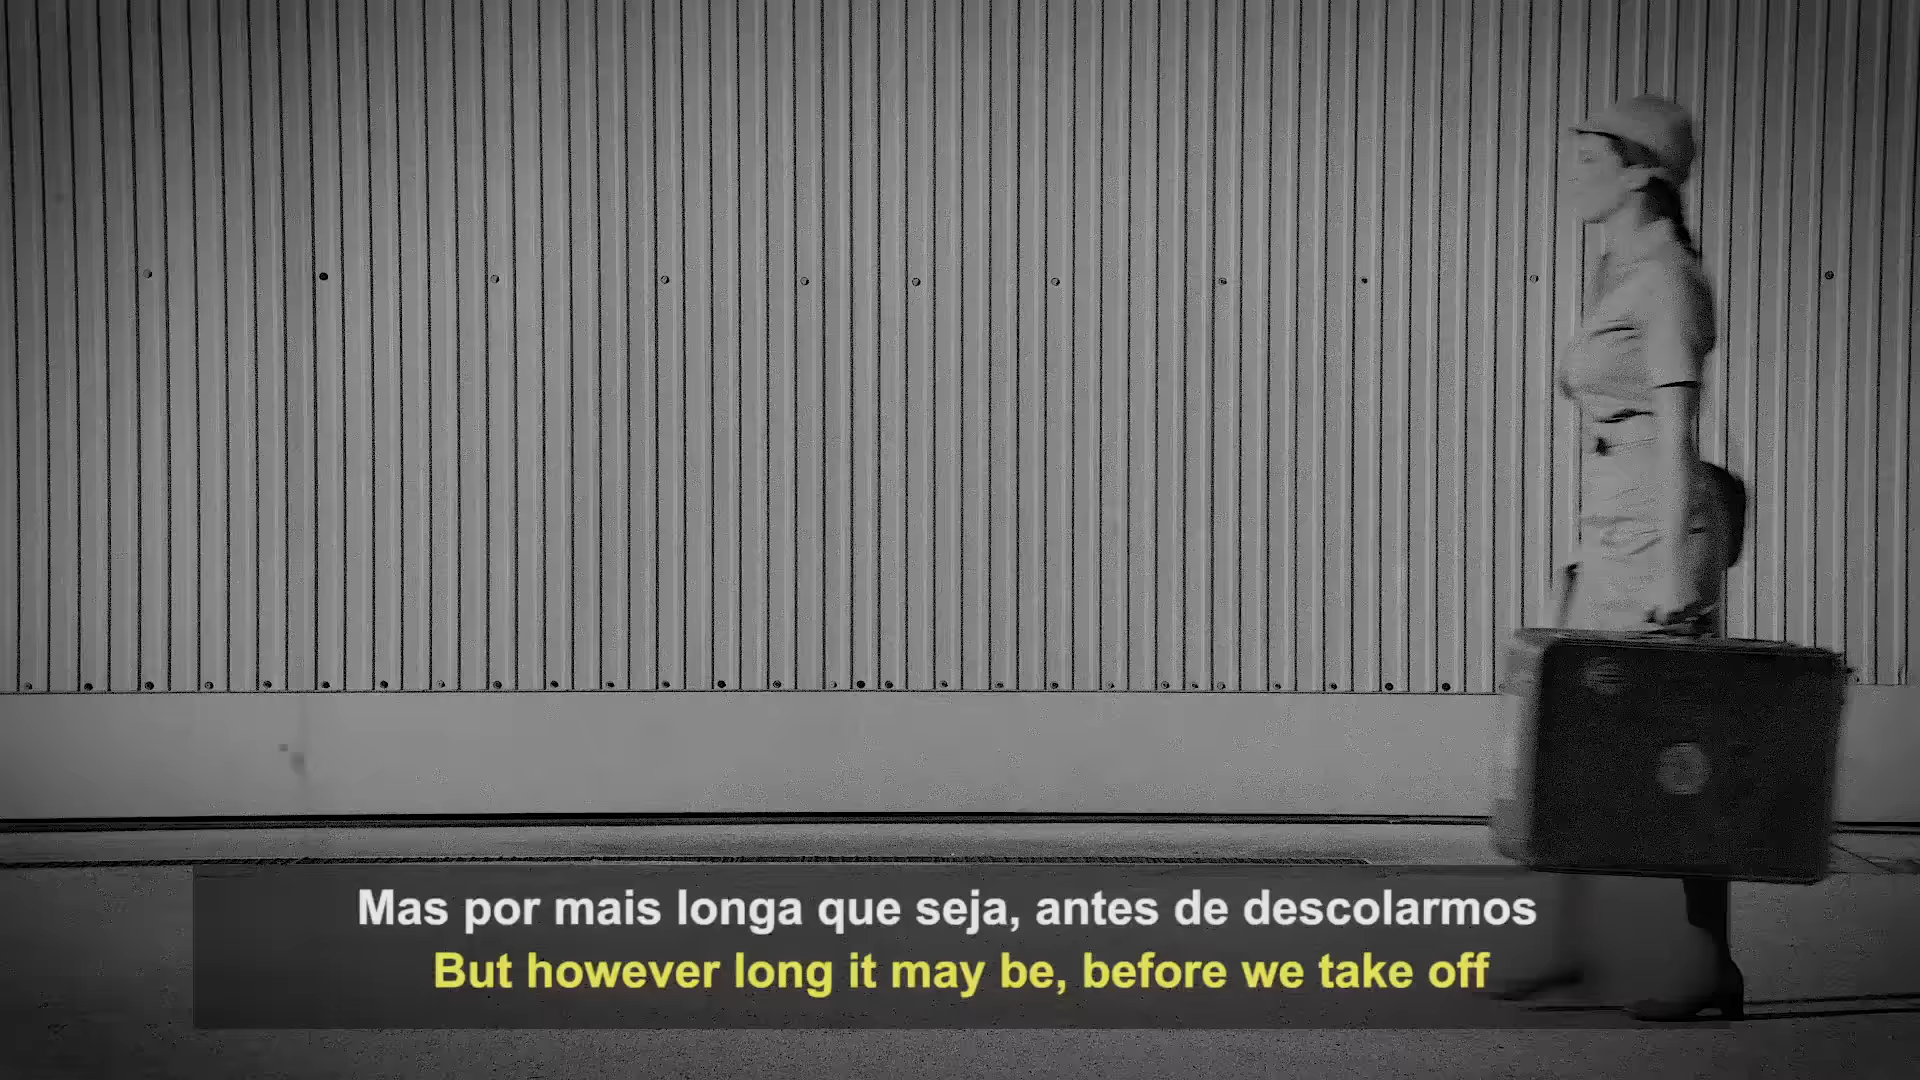 Mas por mais longa que seja, antes de descolarmos
But however long it may be, before we take off